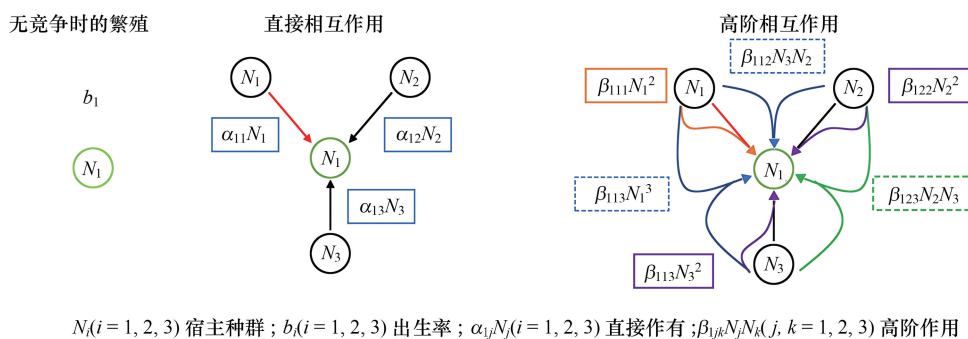 无竞争时的繁殖
直接相互作用
高阶相互作用
b₁
N₁
N₁
N₂
α₁₁N₁
α₁₂N₂
N₁
α₁₃N₃
N₃
β₁₁₂N₃N₂
β₁₁₁N₁²
N₁
N₂
β₁₂₂N₂²
N₁
β₁₁₃N₁³
β₁₂₃N₂N₃
β₁₁₃N₃²
N₃
Nᵢ(i = 1, 2, 3) 宿主种群 ; bᵢ(i = 1, 2, 3) 出生率 ; α₁ⱼNⱼ(i = 1, 2, 3) 直接作有 ;β₁ⱼₖNⱼNₖ( j, k = 1, 2, 3) 高阶作用